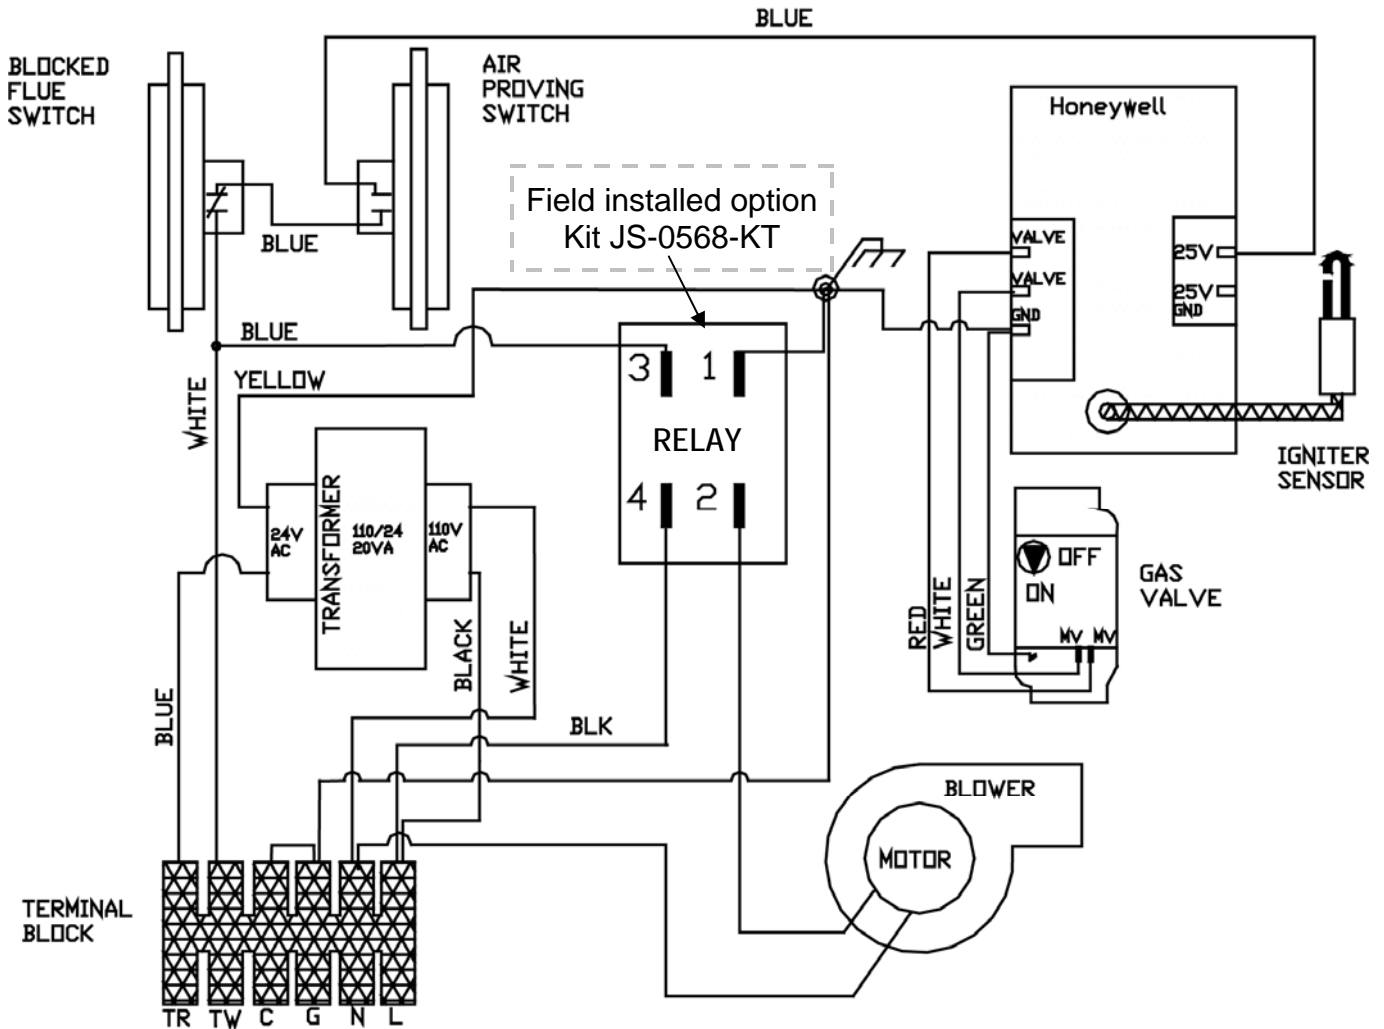 BLUE
BLOCKED
FLUE
SWITCH
AIR
PROVING
SWITCH
Honeywell
Field installed option
Kit JS-0568-KT
BLUE
VALVE
25V
VALVE
25V
GND
GND
BLUE
3 1
YELLOW
WHITE
RELAY
IGNITER
SENSOR
4 2
TRANSFORMER
24V
AC
110/24
20VA
110V
AC
OFF
ON
GAS
VALVE
RED
WHITE
GREEN
MV MV
BLACK
WHITE
BLUE
BLK
BLOWER
MOTOR
TERMINAL
BLOCK
TR TW C G N L